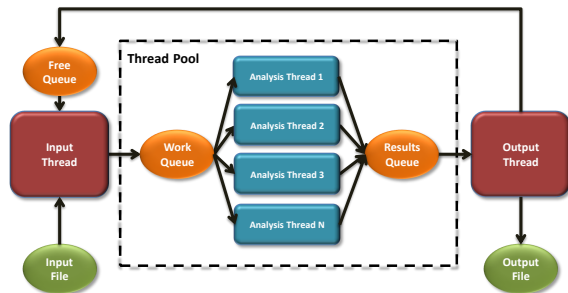 Free
Queue
Thread Pool
Analysis Thread 1
Analysis Thread 2
Input
Thread
Work
Queue
Results
Queue
Output
Thread
Analysis Thread 3
Analysis Thread N
Input
File
Output
File